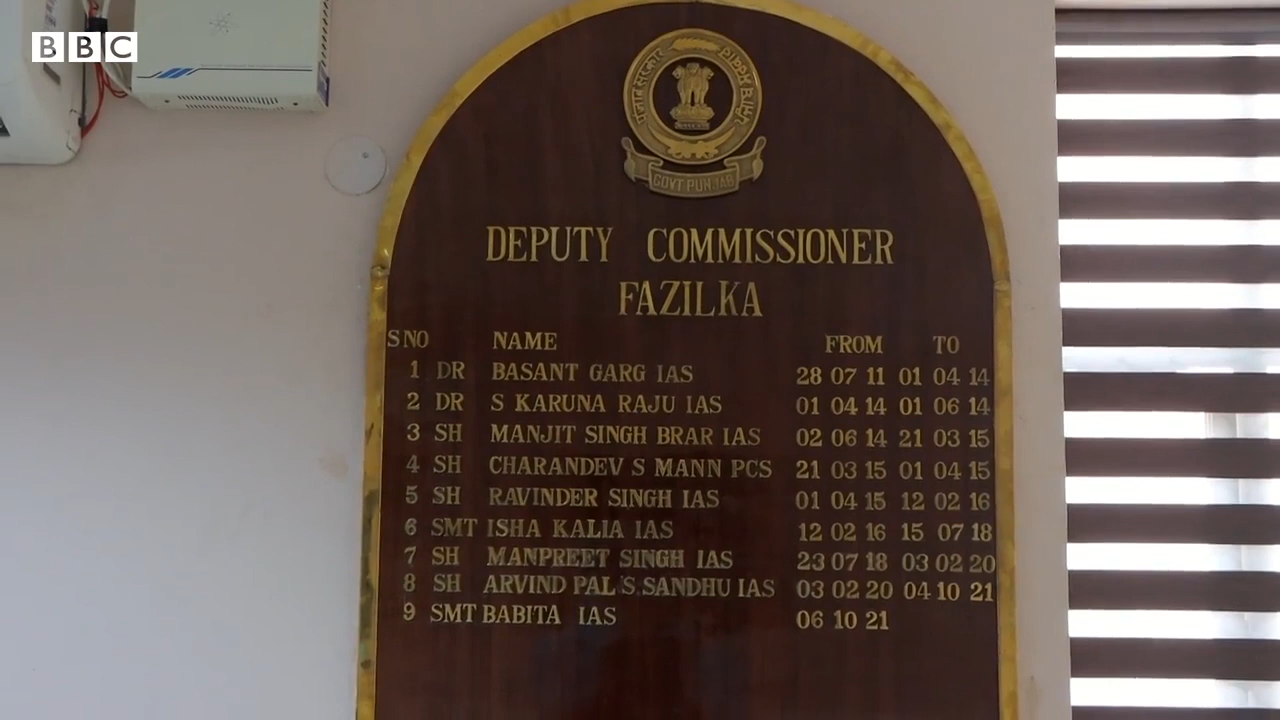 BBC
ਪੰਜਾਬ ਸਰਕਾਰ
GOVT PUNJAB
DEPUTY COMMISSIONER
FAZILKA
S NO NAME FROM TO
1 DR BASANT GARG IAS 28 07 11 01 04 14
2 DR S KARUNA RAJU IAS 01 04 14 01 06 14
3 SH MANJIT SINGH BRAR IAS 02 06 14 21 03 15
4 SH CHARANDEV S MANN PCS 21 03 15 01 04 15
5 SH RAVINDER SINGH IAS 01 04 15 12 02 16
6 SMT ISHA KALIA IAS 12 02 16 15 07 18
7 SH MANPREET SINGH IAS 23 07 18 03 02 20
8 SH ARVIND PAL S.SANDHU IAS 03 02 20 04 10 21
9 SMT BABITA IAS 06 10 21